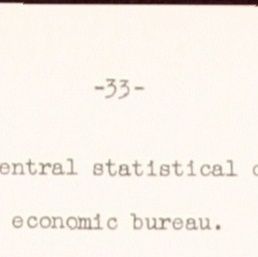 -33-
entral statistical
economic bureau.